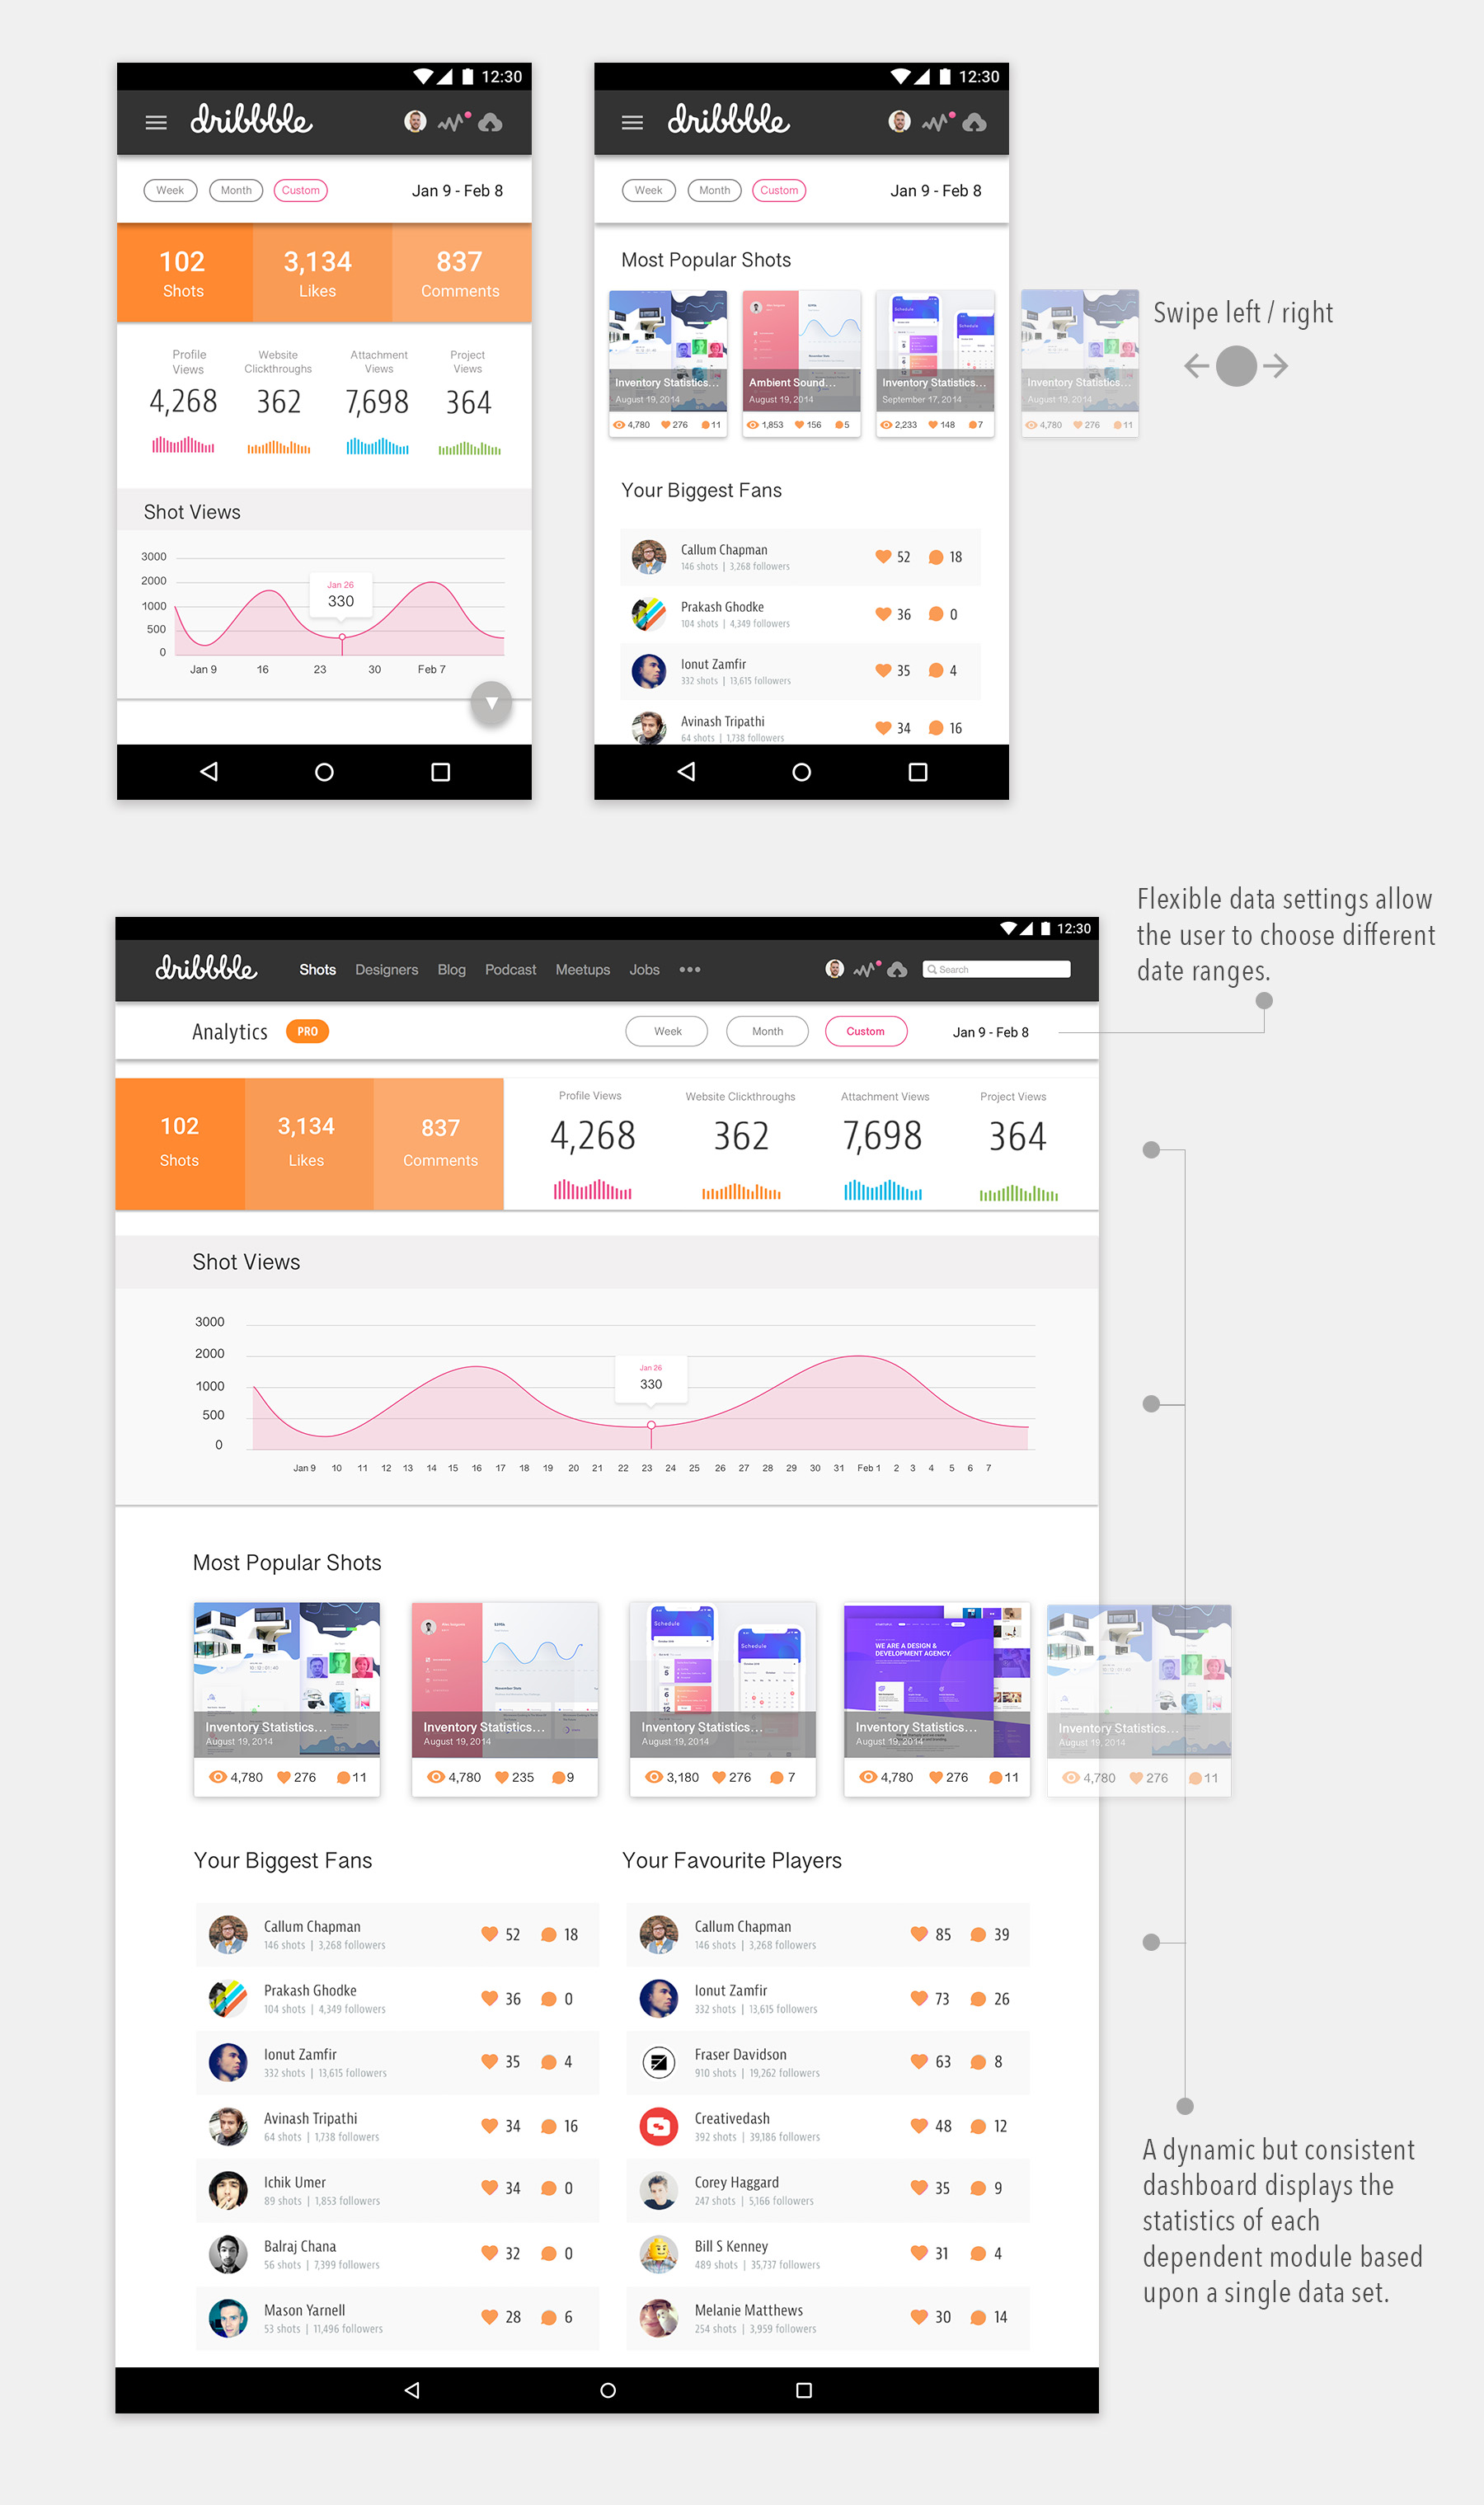 12:30
dribbble
Week Month Custom Jan 9 - Feb 8
102 3,134 837
Shots Likes Comments
Profile Views Website Clickthroughs Attachment Views Project Views
4,268 362 7,698 364
Shot Views
3000
2000
1000
500
0
Jan 26
330
Jan 9 16 23 30 Feb 7
12:30
dribbble
Week Month Custom Jan 9 - Feb 8
Most Popular Shots
Schedule
Schedule
Inventory Statistics... Ambient Sound... Inventory Statistics... Inventory Statistics...
August 19, 2014 August 19, 2014 September 17, 2014 August 19, 2014
4,780 276 11 1,853 156 5 2,233 148 7 4,780 276 11
Swipe left / right
Your Biggest Fans
Callum Chapman 52 18
146 shots | 3,268 followers
Prakash Ghodke 36 0
104 shots | 4,349 followers
Ionut Zamfir 35 4
332 shots | 13,615 followers
Avinash Tripathi 34 16
64 shots | 1,738 followers
Flexible data settings allow
the user to choose different
date ranges.
12:30
dribbble Shots Designers Blog Podcast Meetups Jobs Search
Analytics PRO Week Month Custom Jan 9 - Feb 8
102 3,134 837
Shots Likes Comments
Profile Views Website Clickthroughs Attachment Views Project Views
4,268 362 7,698 364
Shot Views
3000
2000
1000
500
0
Jan 26
330
Jan 9 10 11 12 13 14 15 16 17 18 19 20 21 22 23 24 25 26 27 28 29 30 31 Feb 1 2 3 4 5 6 7
Most Popular Shots
Schedule
Schedule
WE ARE A DESIGN &
DEVELOPMENT AGENCY.
Inventory Statistics... Inventory Statistics... Inventory Statistics... Inventory Statistics... Inventory Statistics...
August 19, 2014 August 19, 2014 August 19, 2014 August 19, 2014 August 19, 2014
4,780 276 11 4,780 235 9 3,180 276 7 4,780 276 11 4,780 276 11
Your Biggest Fans
Callum Chapman 52 18
146 shots | 3,268 followers
Prakash Ghodke 36 0
104 shots | 4,349 followers
Ionut Zamfir 35 4
332 shots | 13,615 followers
Avinash Tripathi 34 16
64 shots | 1,738 followers
Ichik Umer 34 0
89 shots | 1,853 followers
Balraj Chana 32 0
56 shots | 7,399 followers
Mason Yarnell 28 6
53 shots | 11,496 followers
Your Favourite Players
Callum Chapman 85 39
146 shots | 3,268 followers
Ionut Zamfir 73 26
332 shots | 13,615 followers
Fraser Davidson 63 8
910 shots | 19,262 followers
Creativedash 48 12
392 shots | 39,186 followers
Corey Haggard 35 9
247 shots | 5,166 followers
Bill S Kenney 31 4
489 shots | 35,737 followers
Melanie Matthews 30 14
254 shots | 3,959 followers
A dynamic but consistent
dashboard displays the
statistics of each
dependent module based
upon a single data set.